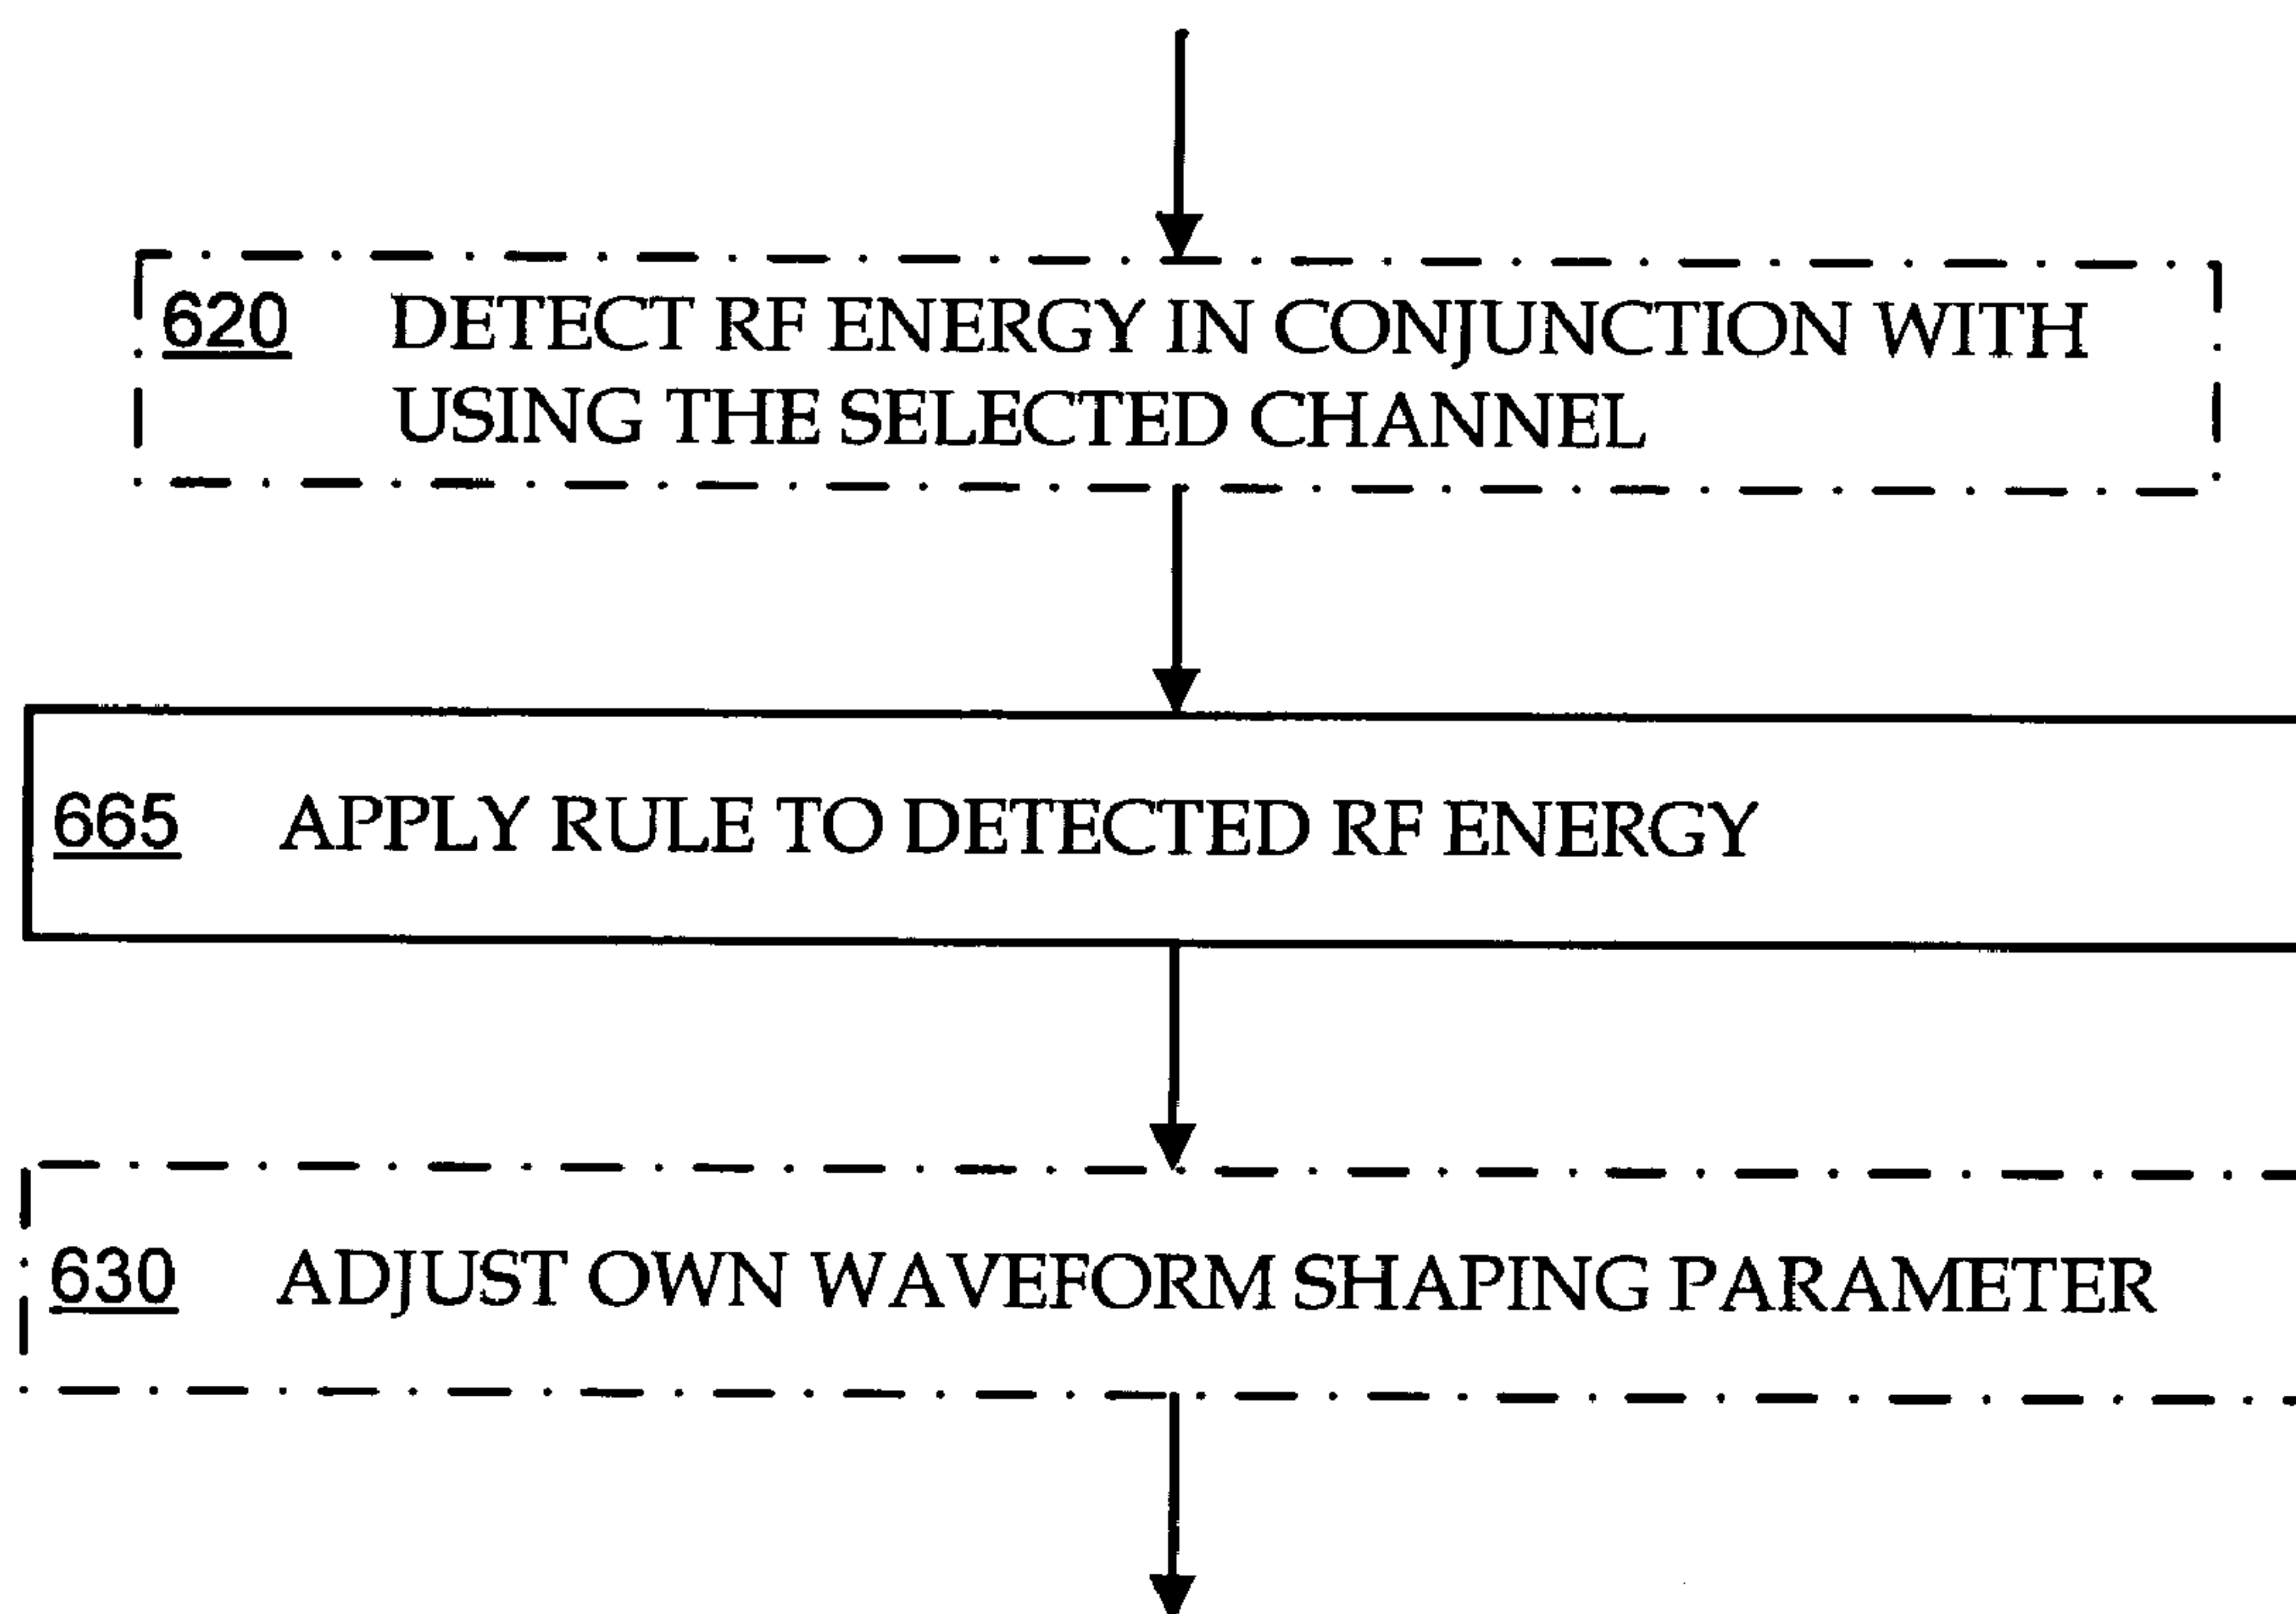 620 DETECT RF ENERGY IN CONJUNCTION WITH
USING THE SELECTED CHANNEL
665 APPLY RULE TO DETECTED RF ENERGY
630 ADJUST OWN WAVEFORM SHAPING PARAMETER